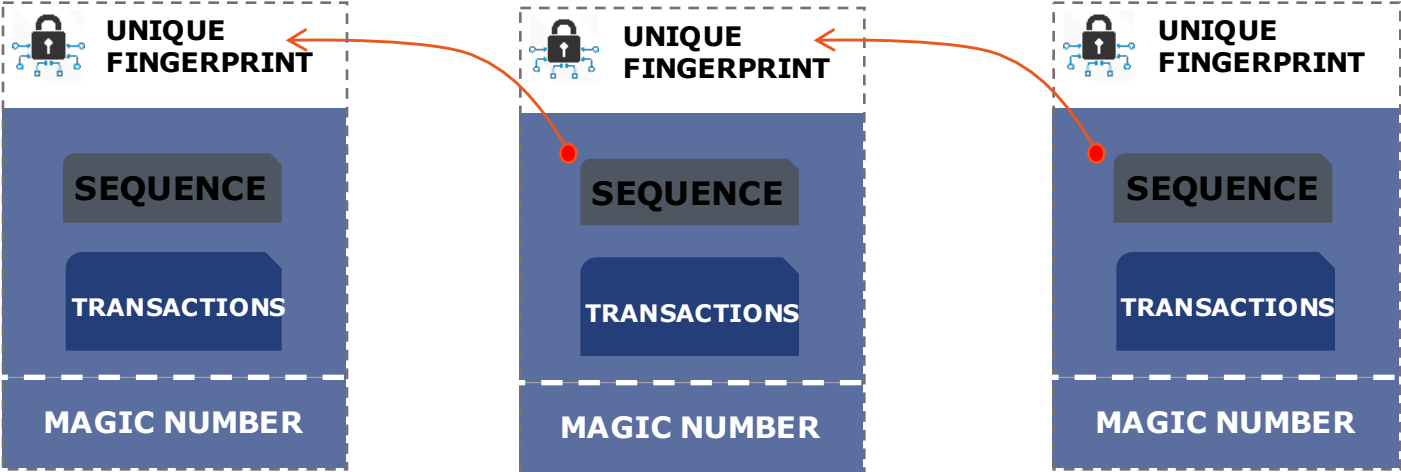 UNIQUE
FINGERPRINT
SEQUENCE
TRANSACTIONS
MAGIC NUMBER
UNIQUE
FINGERPRINT
SEQUENCE
TRANSACTIONS
MAGIC NUMBER
UNIQUE
FINGERPRINT
SEQUENCE
TRANSACTIONS
MAGIC NUMBER